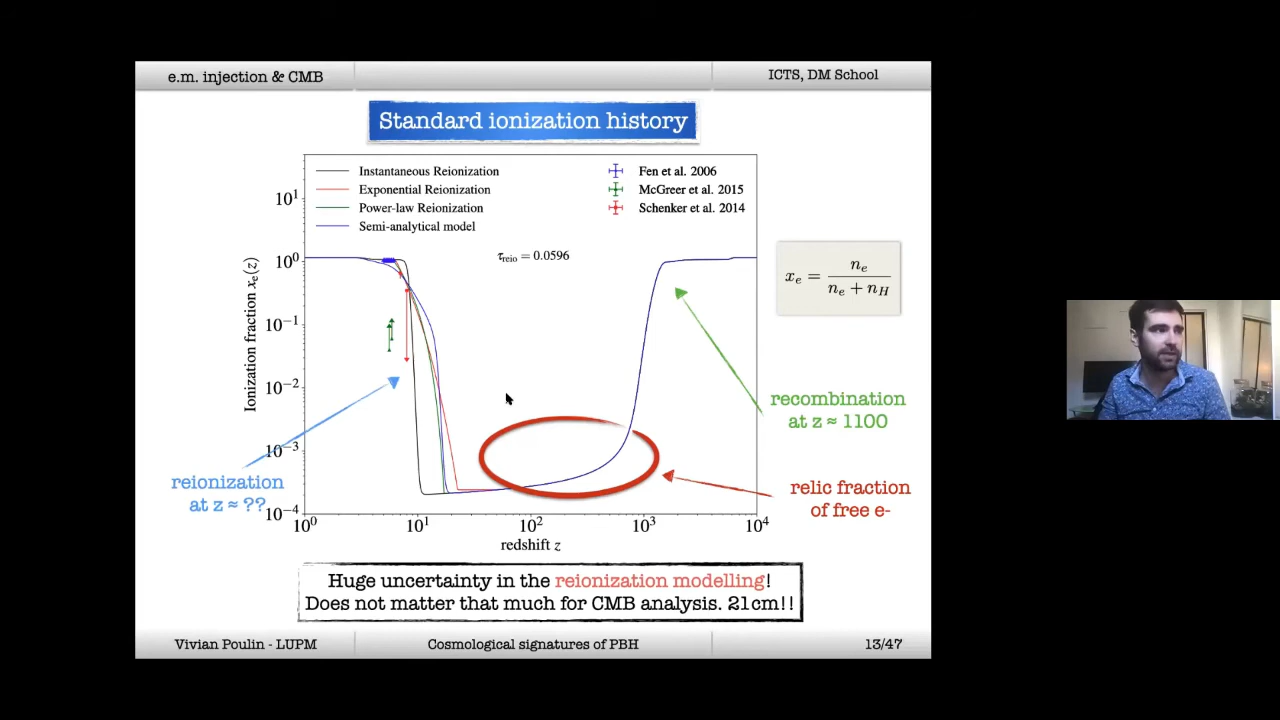 e.m. injection & CMB
ICTS, DM School
Standard ionization history
Instantaneous Reionization
Exponential Reionization
Power-law Reionization
Semi-analytical model
Fen et al. 2006
McGreer et al. 2015
Schenker et al. 2014
τreio = 0.0596
10^1
10^0
10^-1
10^-2
10^-3
10^-4
Ionization fraction xe(z)
10^0 10^1 10^2 10^3 10^4
redshift z
xe = ne / (ne + nH)
recombination
at z ≈ 1100
reionization
at z ≈ ??
relic fraction
of free e-
Huge uncertainty in the reionization modelling!
Does not matter that much for CMB analysis. 21cm!!
Vivian Poulin - LUPM
Cosmological signatures of PBH
13/47